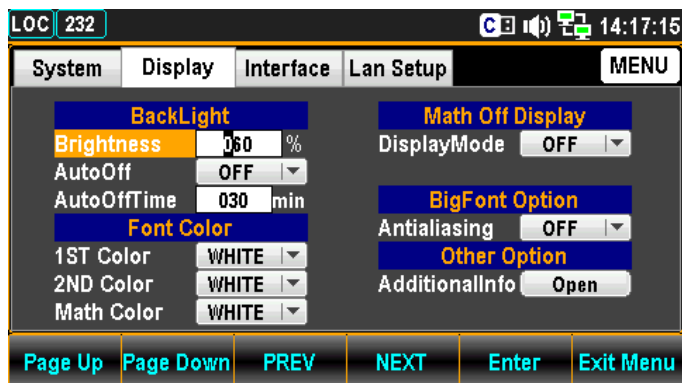 LOC 232 C 14:17:15
System Display Interface Lan Setup MENU
BackLight
Brightness 060 %
AutoOff OFF
AutoOffTime 030 min
Font Color
1ST Color WHITE
2ND Color WHITE
Math Color WHITE
Math Off Display
DisplayMode OFF
BigFont Option
Antialiasing OFF
Other Option
AdditionalInfo Open
Page Up Page Down PREV NEXT Enter Exit Menu